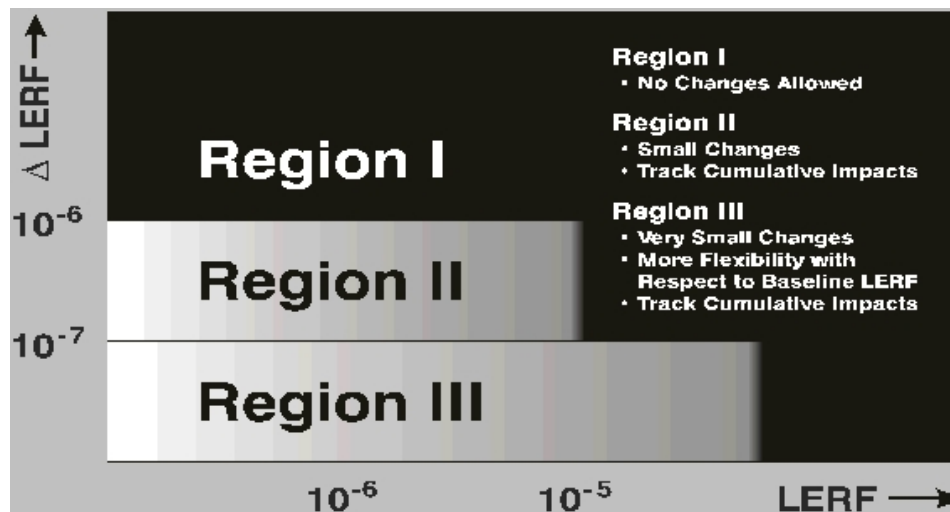 Δ LERF →
10⁻⁶
10⁻⁷
Region I
Region II
Region III
Region I
• No Changes Allowed
Region II
• Small Changes
• Track Cumulative Impacts
Region III
• Very Small Changes
• More Flexibility with
Respect to Baseline LERF
• Track Cumulative Impacts
10⁻⁶
10⁻⁵
LERF →